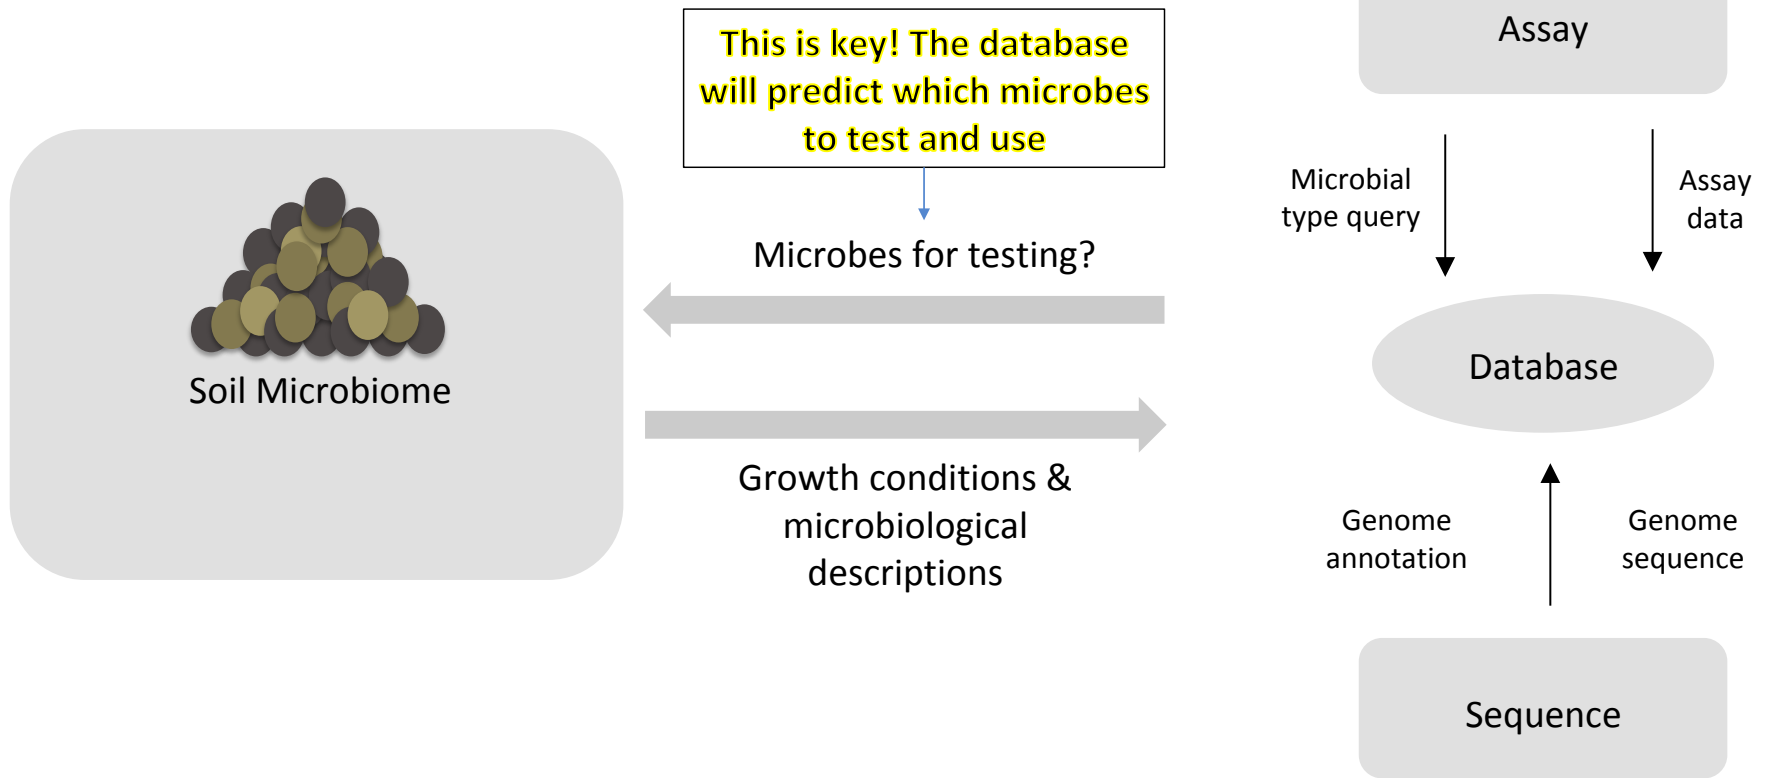 This is key! The database
will predict which microbes
to test and use
Assay
Microbial
type query
Assay
data
Microbes for testing?
Soil Microbiome
Database
Growth conditions &
microbiological
descriptions
Genome
annotation
Genome
sequence
Sequence